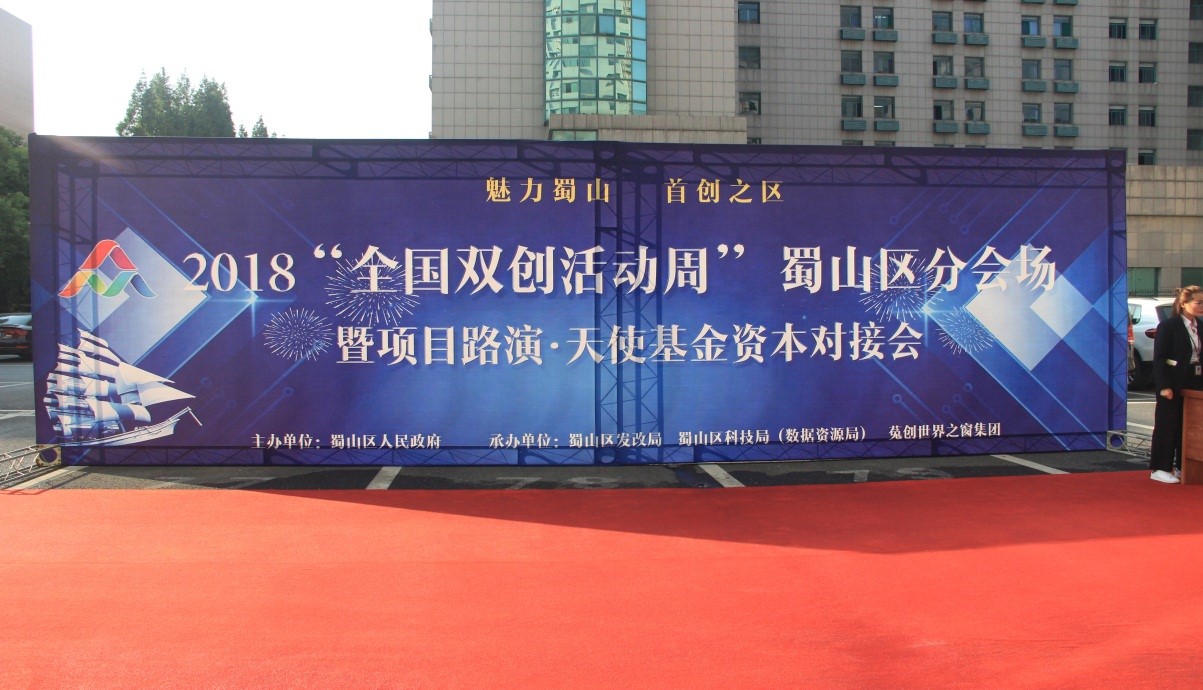 魅力蜀山 首创之区
2018“全国双创活动周”蜀山区分会场
暨项目路演·天使基金资本对接会
主办单位：蜀山区人民政府 承办单位：蜀山区发改局 蜀山区科技局（数据资源局） 菟创世界之窗集团